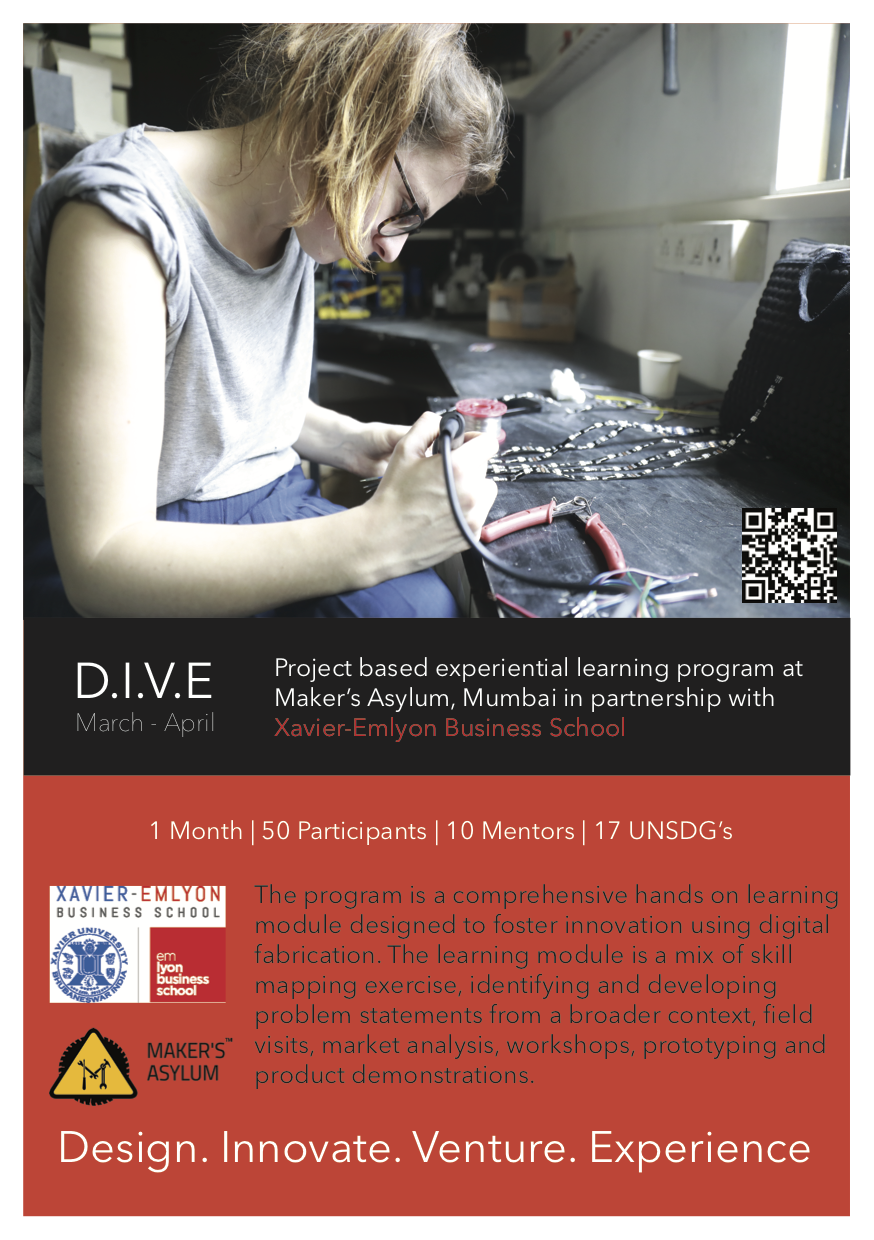 D.I.V.E
March - April
Project based experiential learning program at
Maker's Asylum, Mumbai in partnership with
Xavier-Emlyon Business School
1 Month | 50 Participants | 10 Mentors | 17 UNSDG's
XAVIER-EMLYON
BUSINESS SCHOOL
XAVIER UNIVERSITY
BHUBANESWAR INDIA
em
lyon
business
school
MAKER'S™
ASYLUM
The program is a comprehensive hands on learning
module designed to foster innovation using digital
fabrication. The learning module is a mix of skill
mapping exercise, identifying and developing
problem statements from a broader context, field
visits, market analysis, workshops, prototyping and
product demonstrations.
Design. Innovate. Venture. Experience